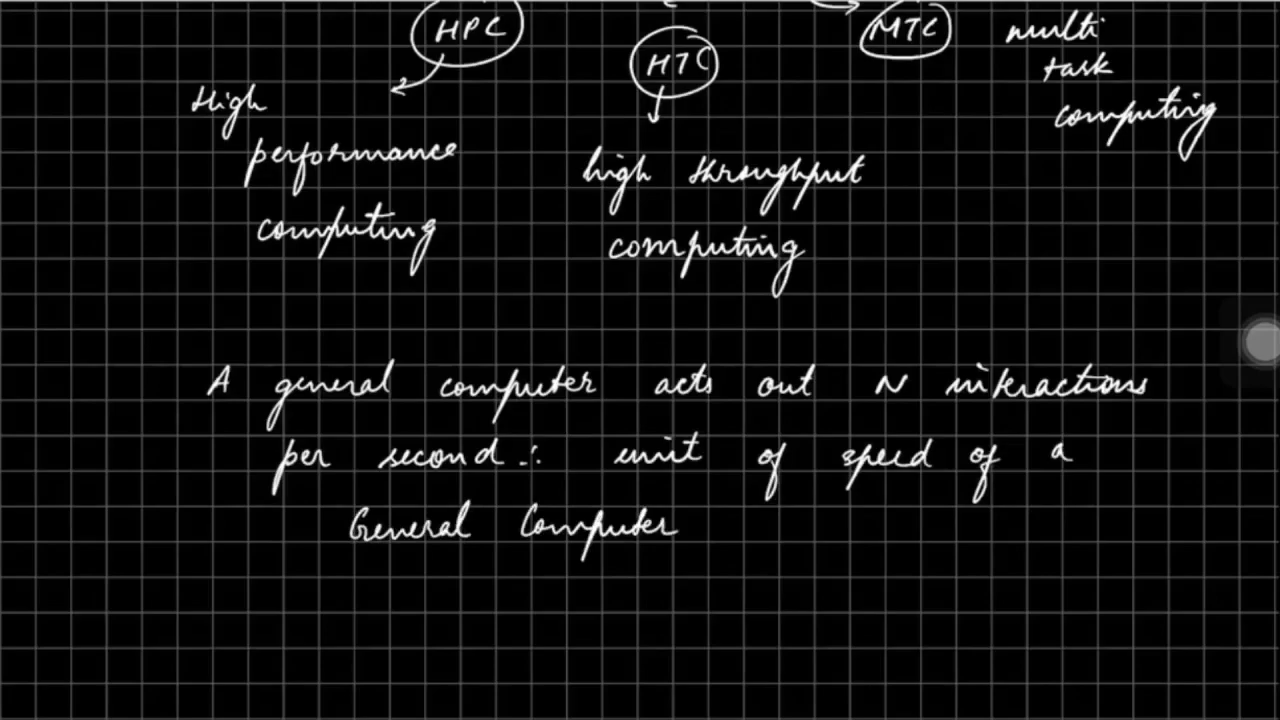 HPC
High
performance
computing
HTC
high throughput
computing
MTC
multi
task
computing
A general computer acts out N interactions
per second ∴ unit of speed of a
General Computer